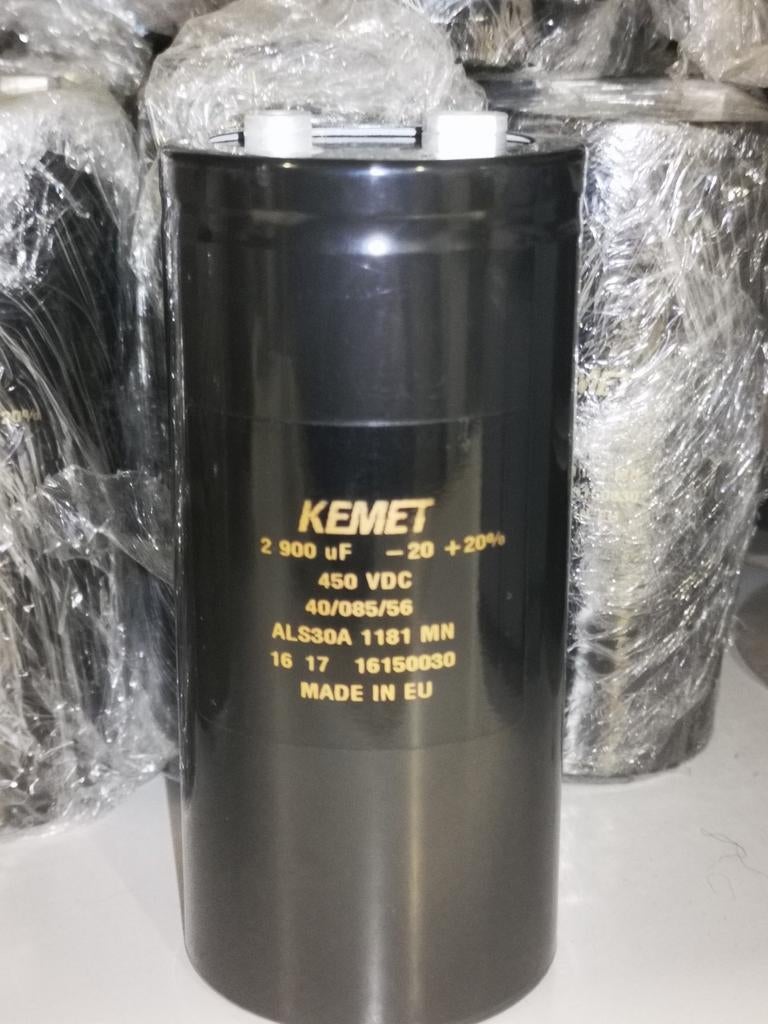 KEMET
2 900 uF −20 +20%
450 VDC
40/085/56
ALS30A 1181 MN
16 17 16150030
MADE IN EU
20%